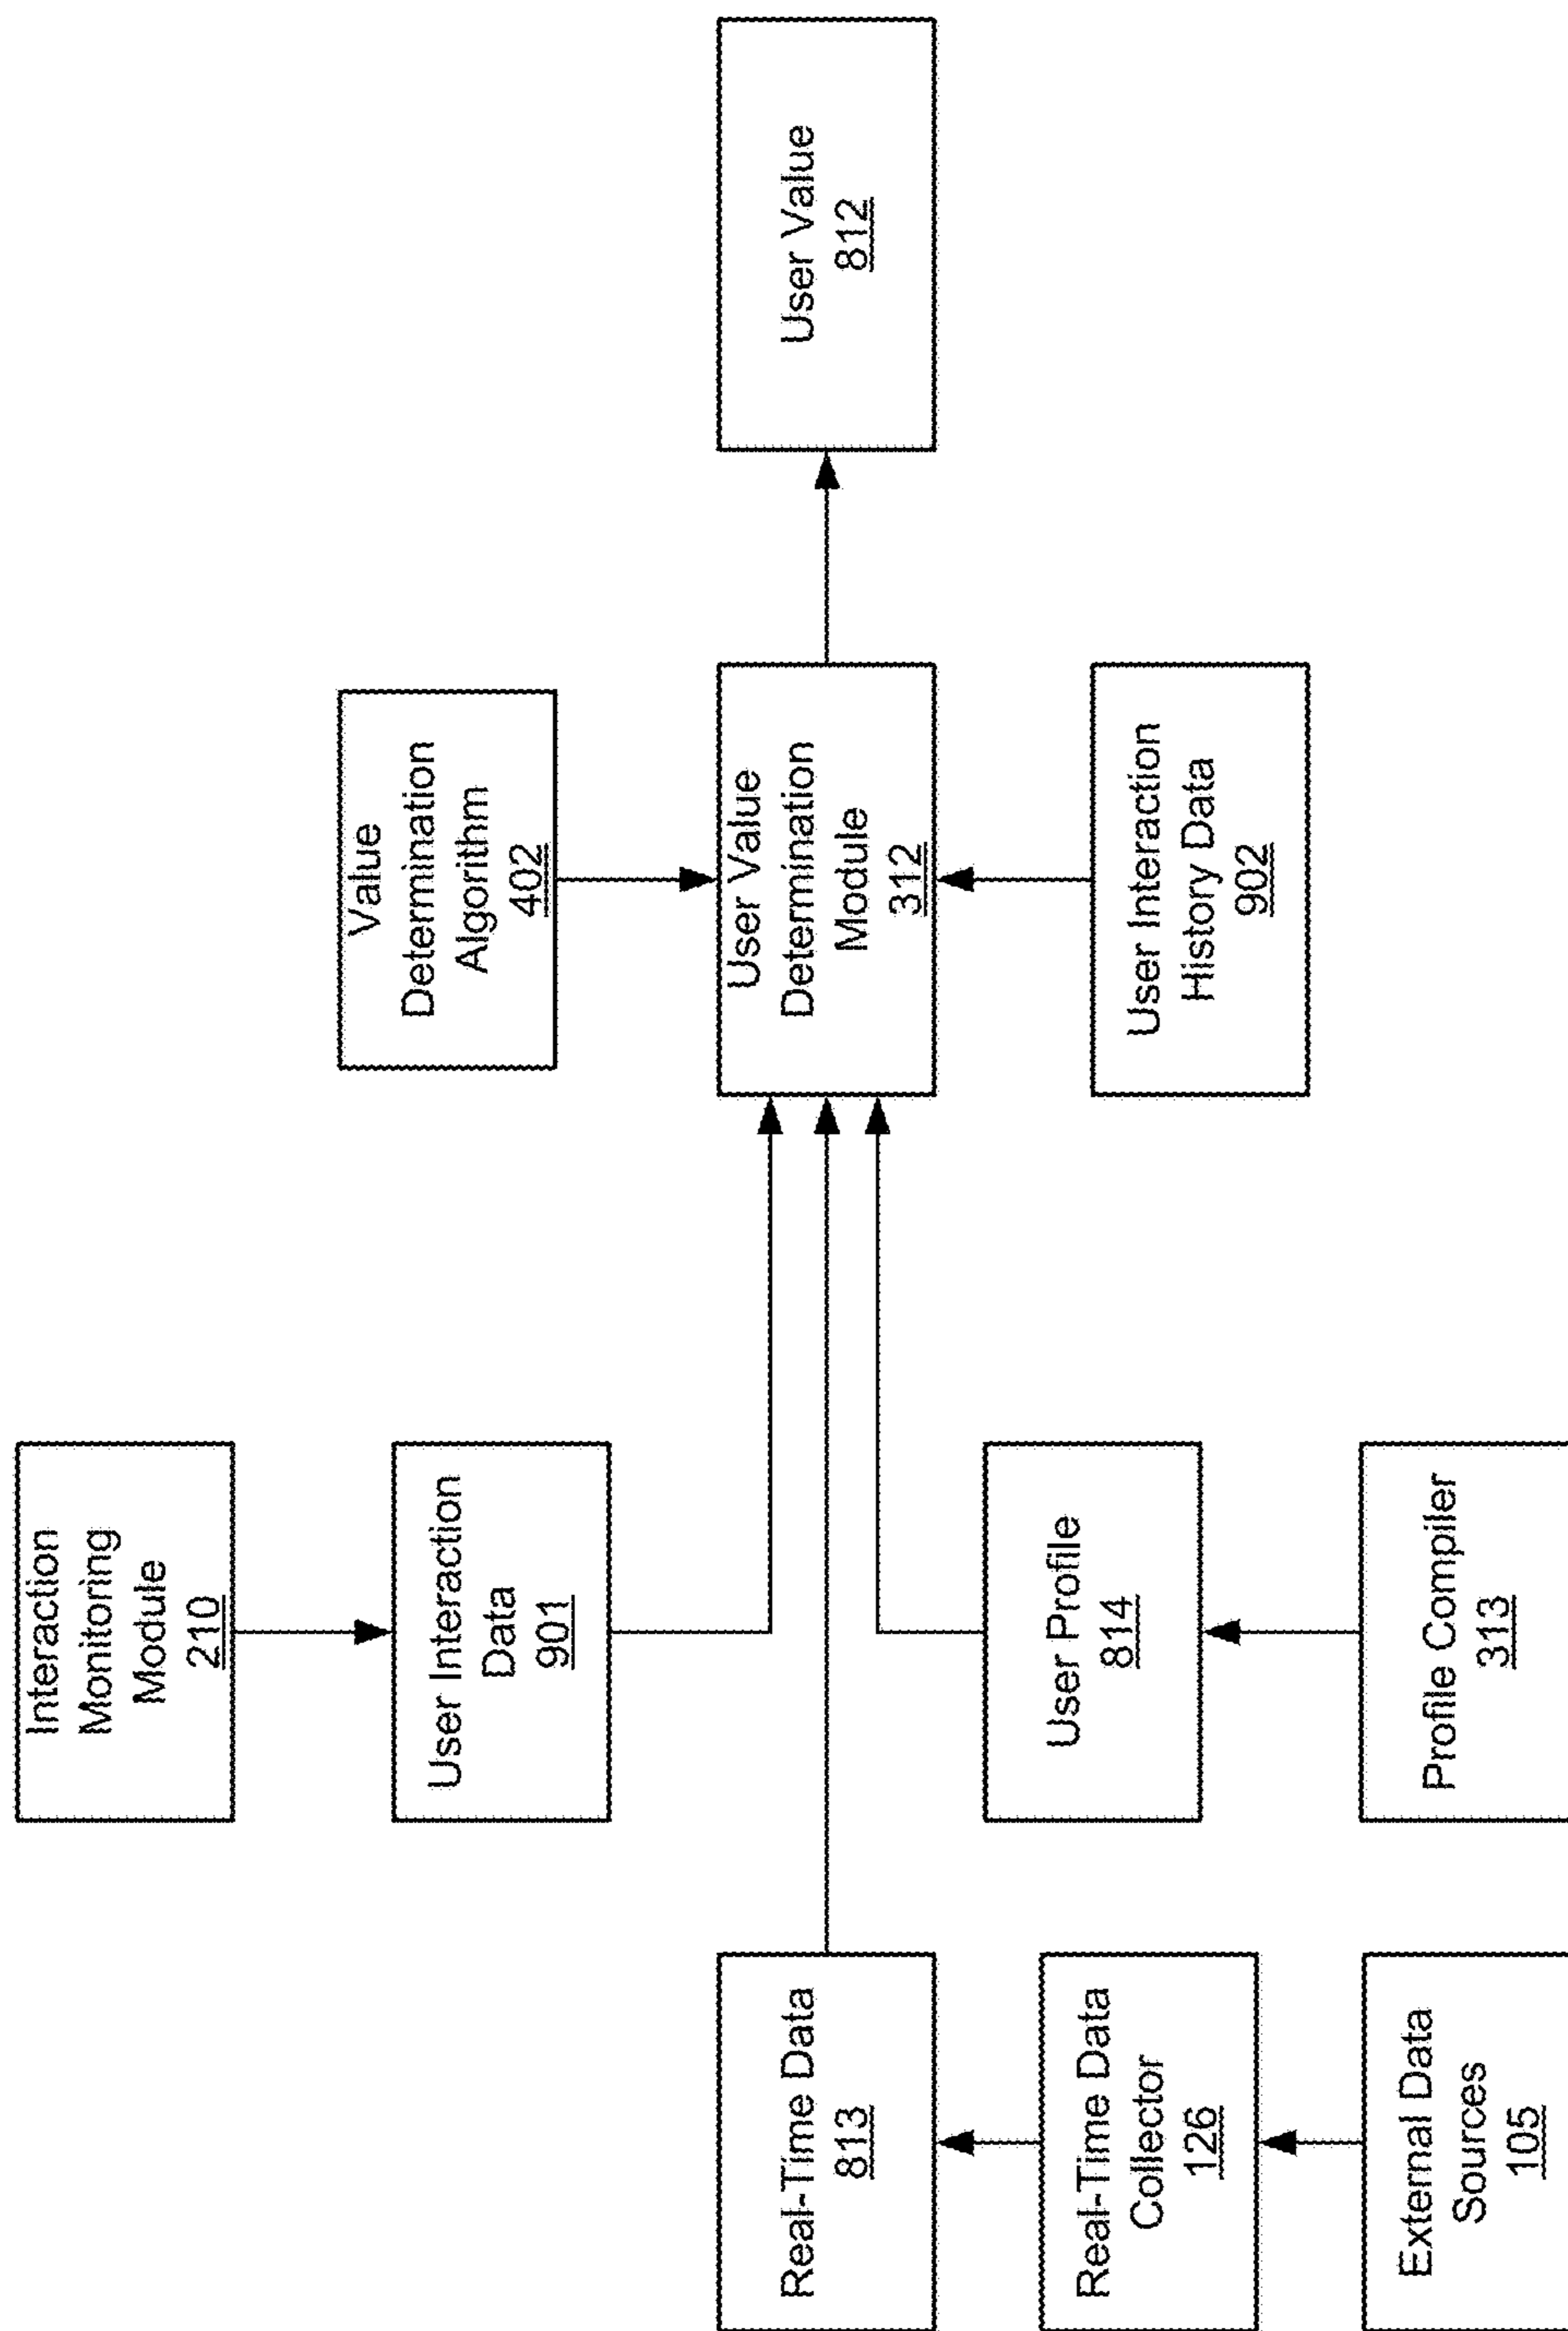 Interaction
Monitoring
Module
210
User Interaction
Data
901
Real-Time Data
813
Real-Time Data
Collector
126
External Data
Sources
105
User Profile
814
Profile Compiler
313
Value
Determination
Algorithm
402
User Value
Determination
Module
312
User Interaction
History Data
902
User Value
812